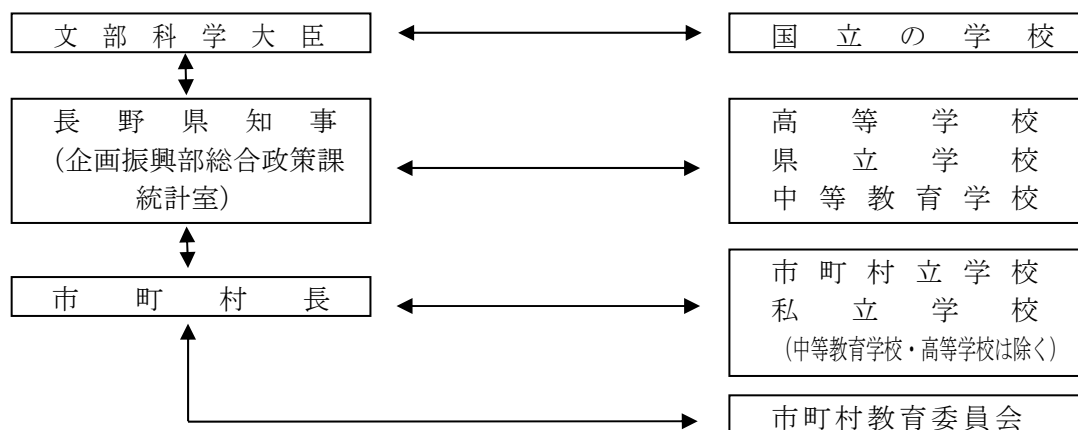 文部科学大臣
国立の学校
長野県知事
(企画振興部総合政策課
統計室)
高等学校
県立学校
中等教育学校
市町村長
市町村立学校
私立学校
(中等教育学校・高等学校は除く)
市町村教育委員会